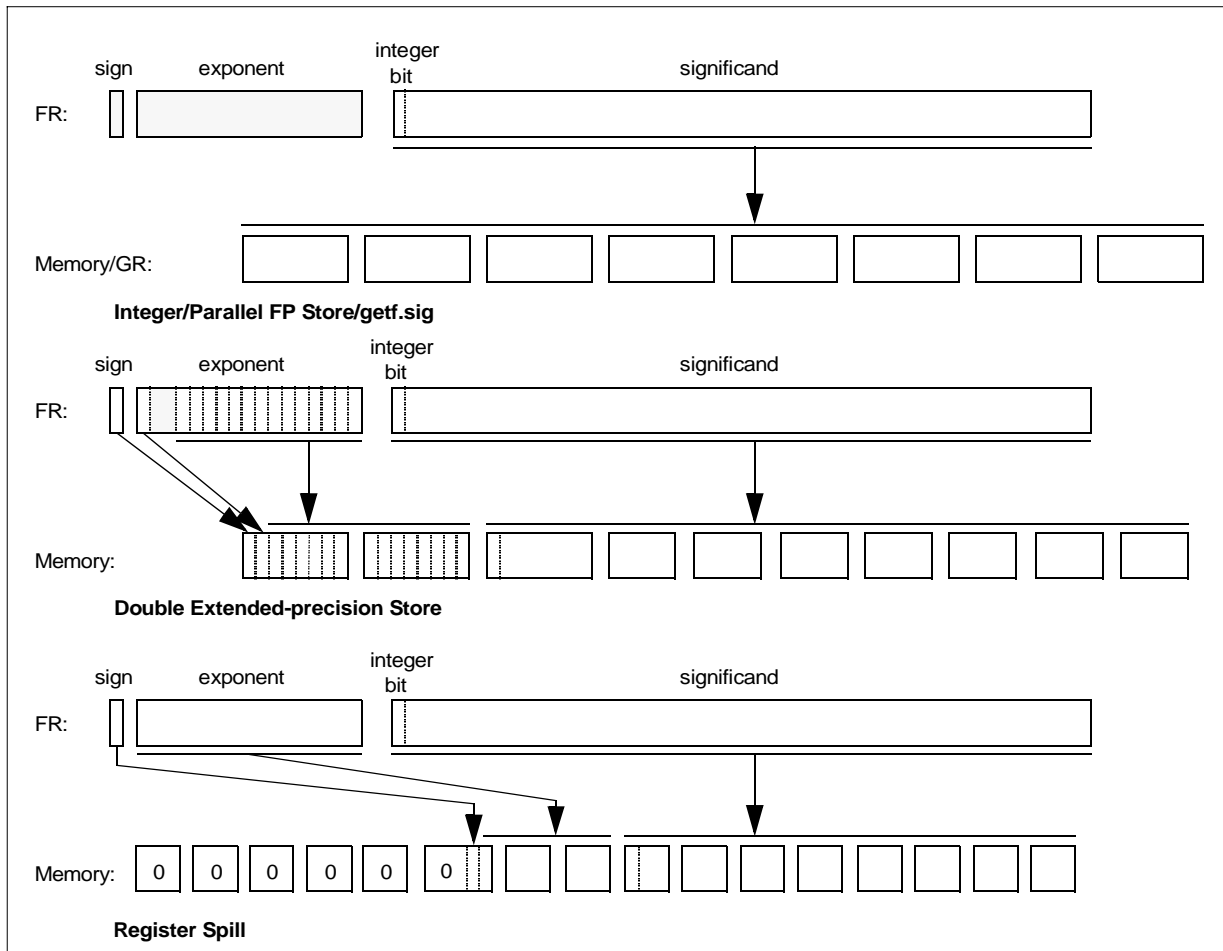 sign exponent integer bit significand
FR:
Memory/GR:
Integer/Parallel FP Store/getf.sig
sign exponent integer bit significand
FR:
Memory:
Double Extended-precision Store
sign exponent integer bit significand
FR:
Memory: 0 0 0 0 0 0
Register Spill